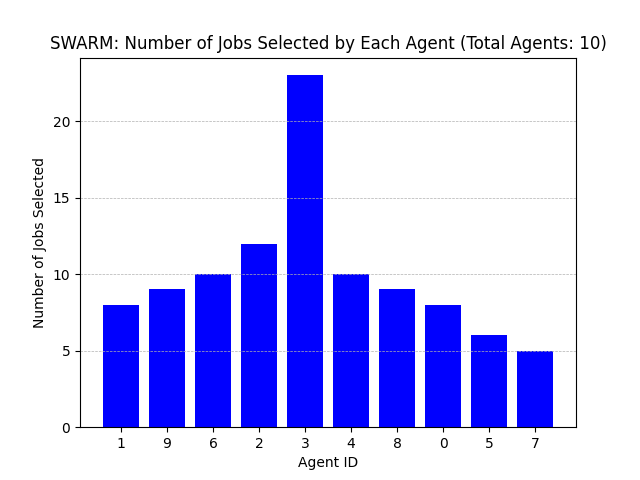 SWARM: Number of Jobs Selected by Each Agent (Total Agents: 10)
20
15
10
5
0
Number of Jobs Selected
1 9 6 2 3 4 8 0 5 7
Agent ID